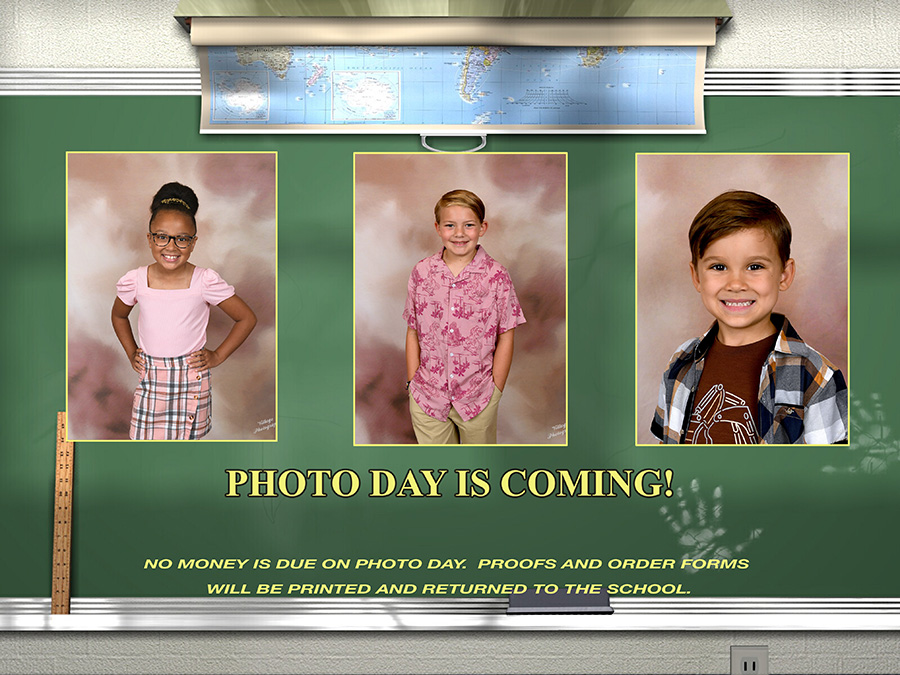 PHOTO DAY IS COMING!
NO MONEY IS DUE ON PHOTO DAY.  PROOFS AND ORDER FORMS
WILL BE PRINTED AND RETURNED TO THE SCHOOL.